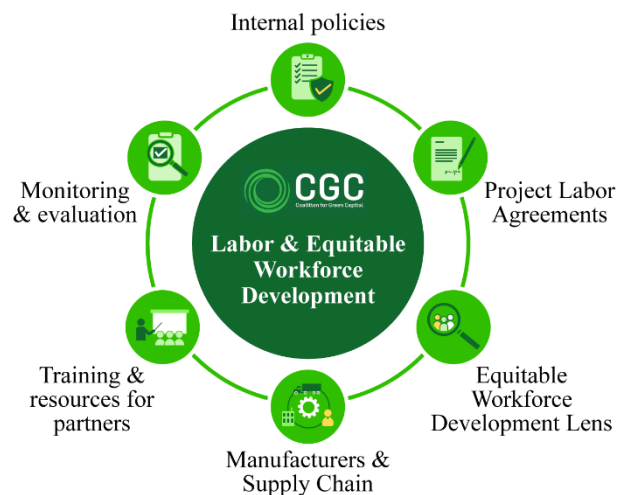 Internal policies
CGC
Coalition for Green Capital
Labor & Equitable
Workforce
Development
Project Labor
Agreements
Equitable
Workforce
Development Lens
Manufacturers &
Supply Chain
Training &
resources for
partners
Monitoring
& evaluation